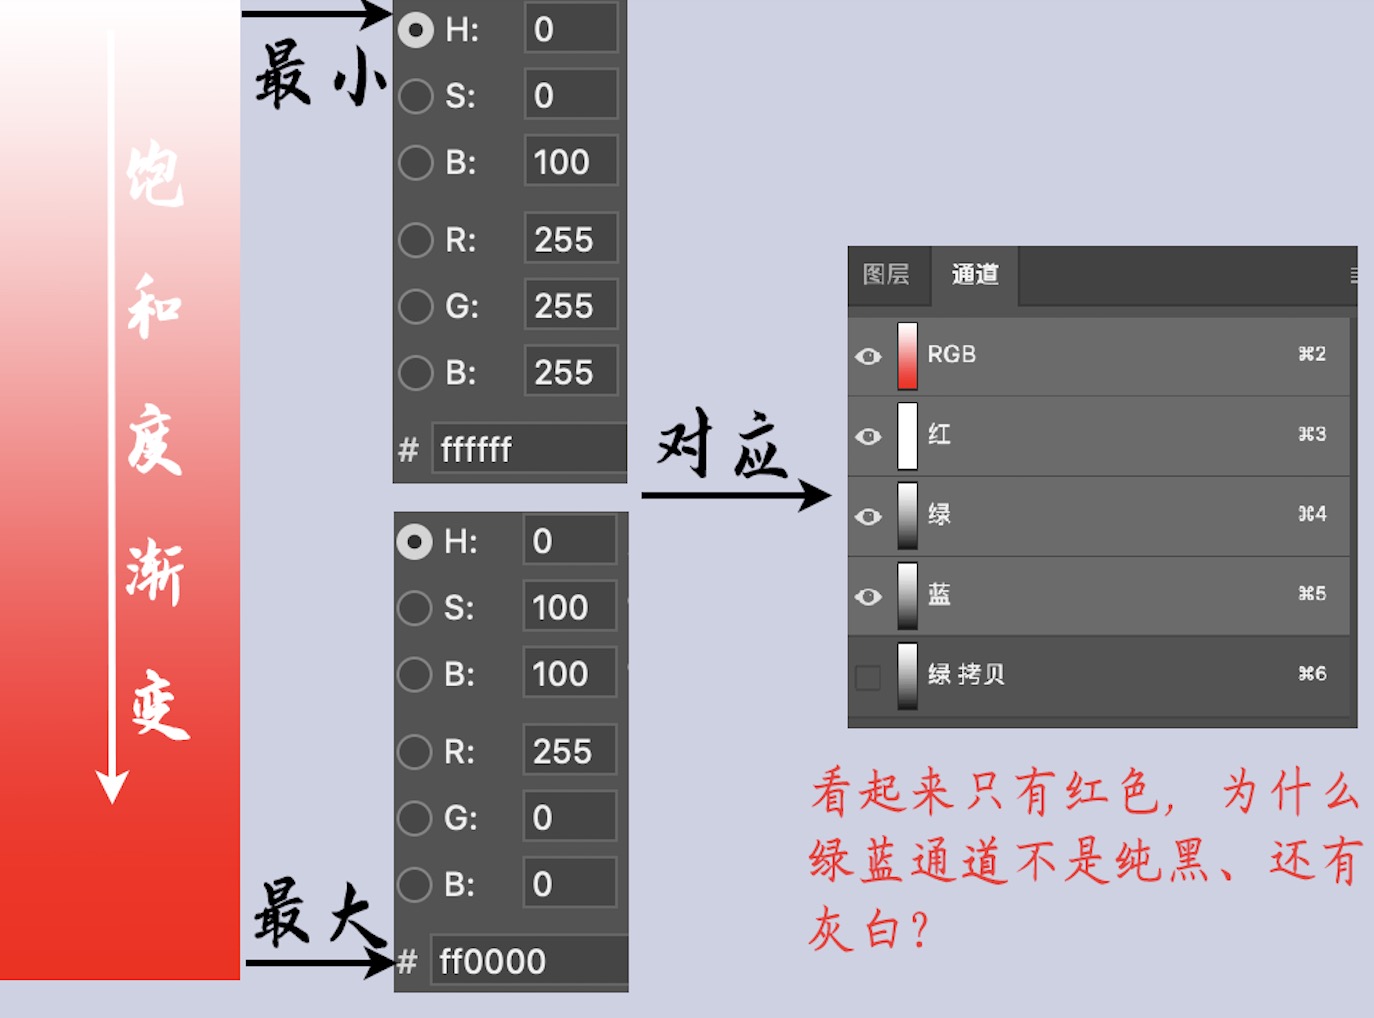 饱和度渐变
最小
H: 0
S: 0
B: 100
R: 255
G: 255
B: 255
# ffffff
最大
H: 0
S: 100
B: 100
R: 255
G: 0
B: 0
# ff0000
对应
图层 通道
RGB ⌘2
红 ⌘3
绿 ⌘4
蓝 ⌘5
绿 拷贝 ⌘6
看起来只有红色，为什么
绿蓝通道不是纯黑、还有
灰白？